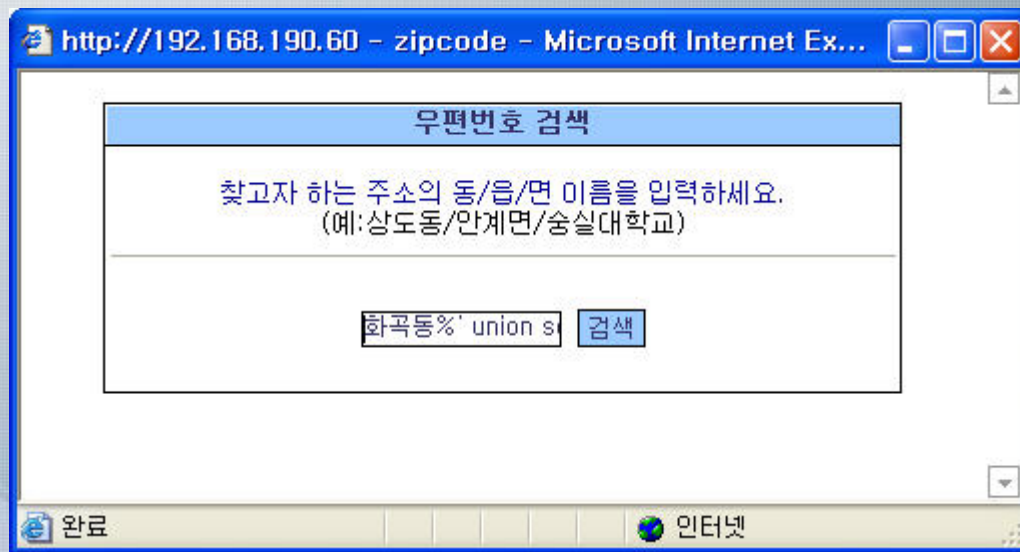 http://192.168.190.60 - zipcode - Microsoft Internet Ex...
우편번호 검색
찾고자 하는 주소의 동/읍/면 이름을 입력하세요.
(예:상도동/안계면/숭실대학교)
화곡동%' union s
검색
완료
인터넷